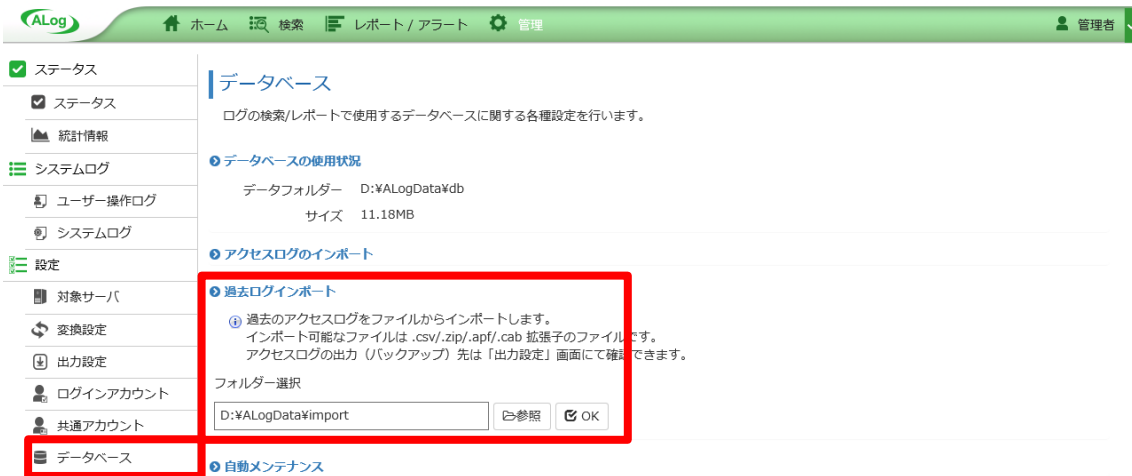 ALog
ホーム 検索 レポート / アラート 管理 管理者
ステータス
ステータス
統計情報
システムログ
ユーザー操作ログ
システムログ
設定
対象サーバ
変換設定
出力設定
ログインアカウント
共通アカウント
データベース
データベース
ログの検索/レポートで使用するデータベースに関する各種設定を行います。
データベースの使用状況
データフォルダー D:¥ALogData¥db
サイズ 11.18MB
アクセスログのインポート
過去ログインポート
過去のアクセスログをファイルからインポートします。
インポート可能なファイルは .csv/.zip/.apf/.cab 拡張子のファイルです。
アクセスログの出力（バックアップ）先は「出力設定」画面にて確認できます。
フォルダー選択
D:¥ALogData¥import 参照 OK
自動メンテナンス